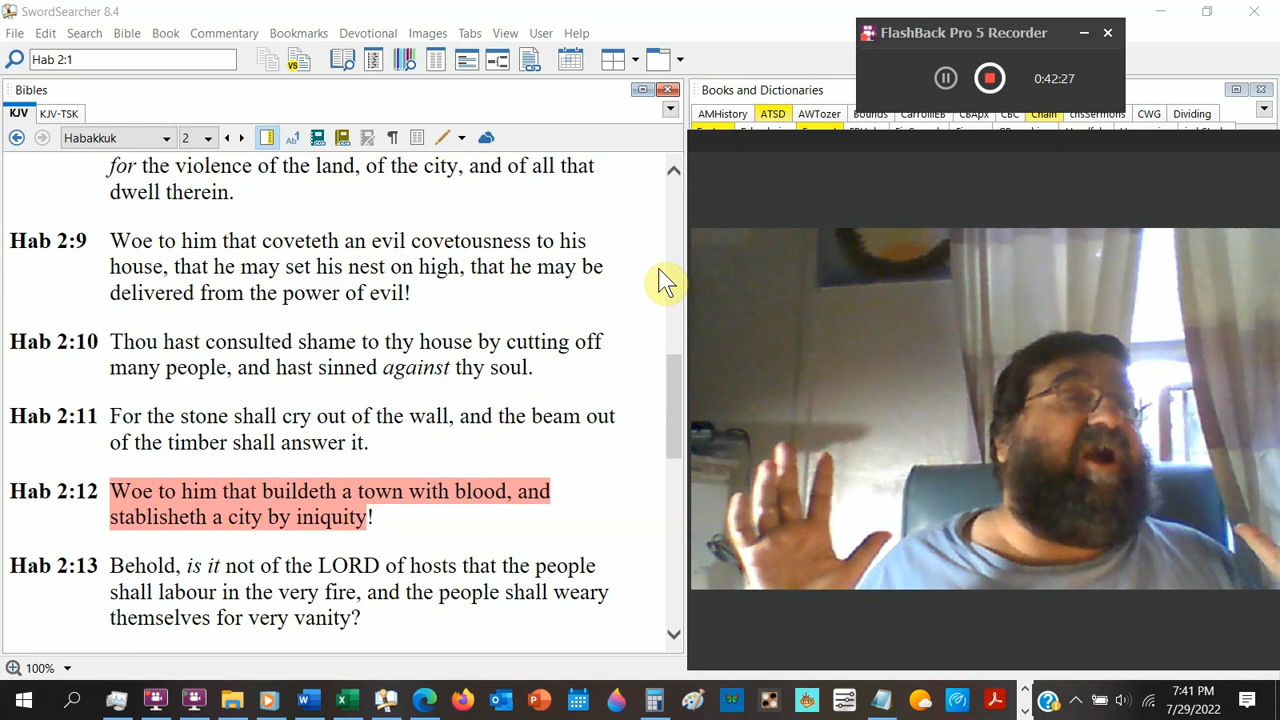 SwordSearcher 8.4
FlashBack Pro 5 Recorder
File Edit Search Bible Book Commentary Bookmarks Devotional Images Tabs View User Help
Hab 2:1
VS
0:42:27
Bibles
Books and Dictionaries
KJV KJV-TSK
AMHistory ATSD AWTozer Bounds CarrollEB CBApx CBC Chain chsSermons CWG Dividing
Habakkuk 2
for the violence of the land, of the city, and of all that
dwell therein.
Hab 2:9 Woe to him that coveteth an evil covetousness to his
house, that he may set his nest on high, that he may be
delivered from the power of evil!
Hab 2:10 Thou hast consulted shame to thy house by cutting off
many people, and hast sinned against thy soul.
Hab 2:11 For the stone shall cry out of the wall, and the beam out
of the timber shall answer it.
Hab 2:12 Woe to him that buildeth a town with blood, and
stablisheth a city by iniquity!
Hab 2:13 Behold, is it not of the LORD of hosts that the people
shall labour in the very fire, and the people shall weary
themselves for very vanity?
100%
7:41 PM
7/29/2022